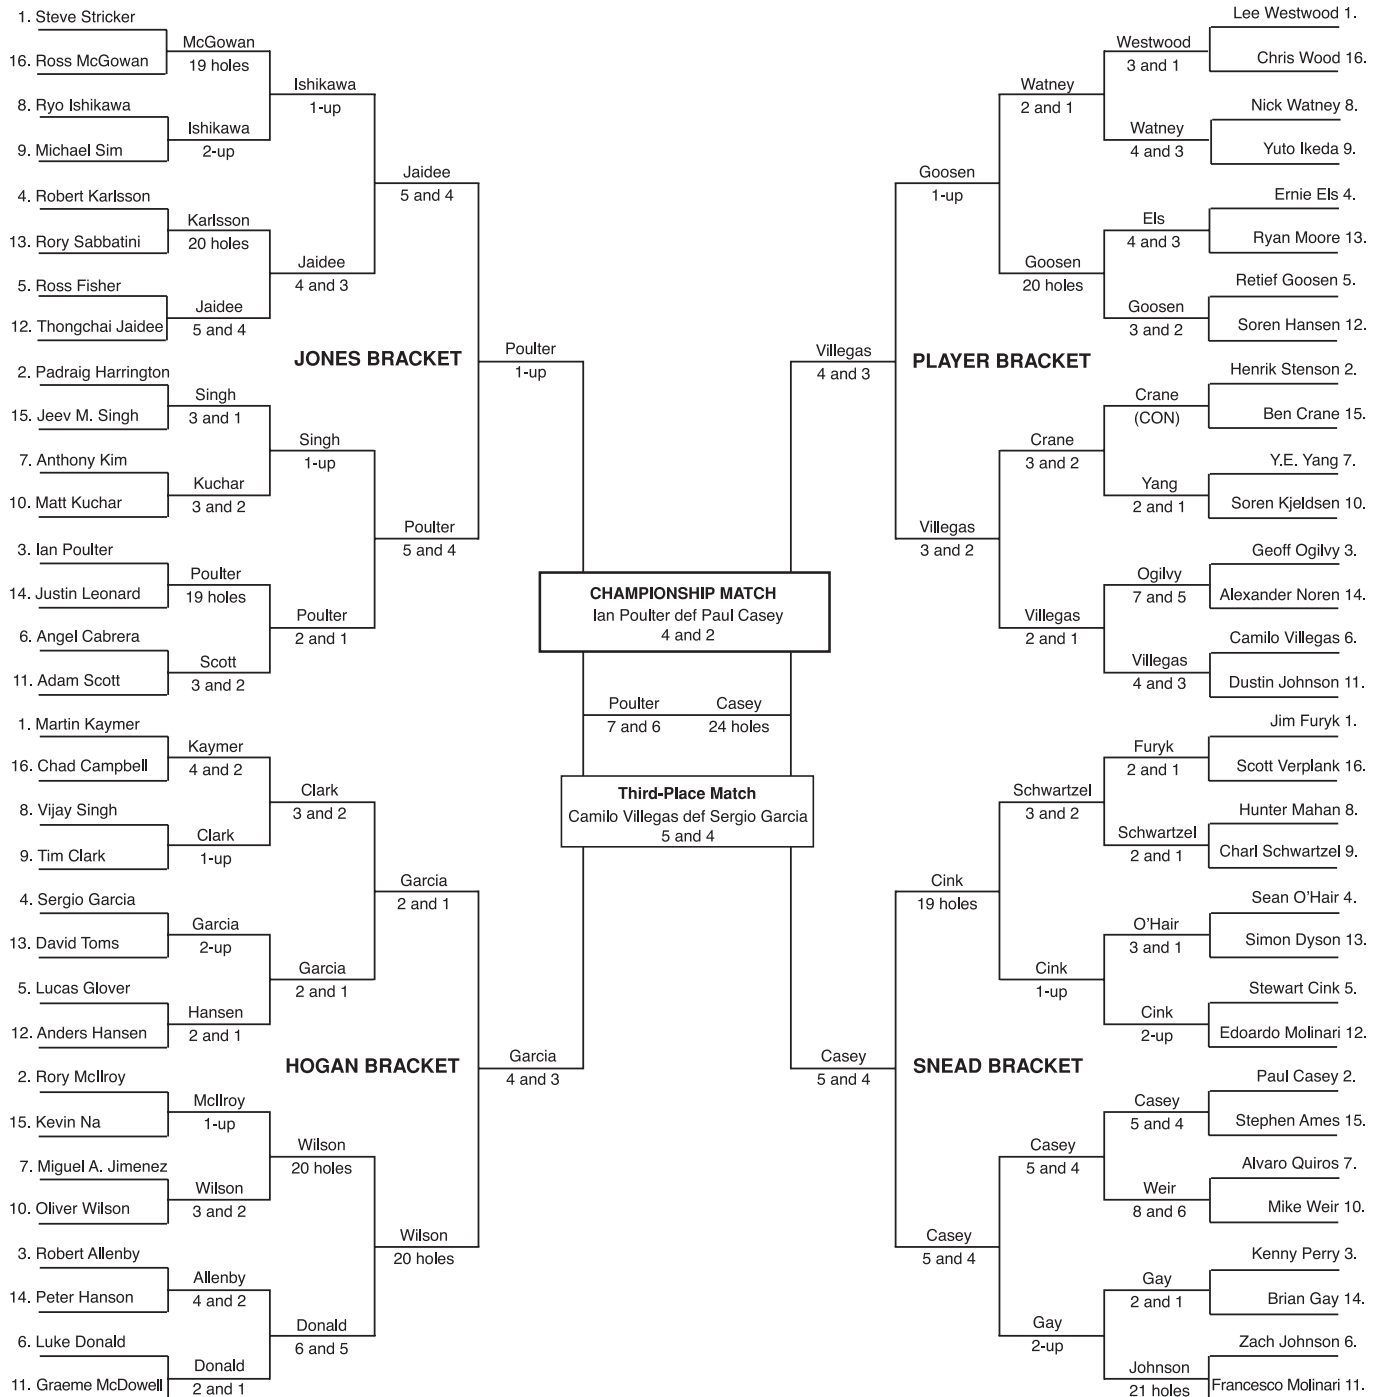 1. Steve Stricker
16. Ross McGowan
McGowan
19 holes
8. Ryo Ishikawa
9. Michael Sim
Ishikawa
2-up
Ishikawa
1-up
4. Robert Karlsson
13. Rory Sabbatini
Karlsson
20 holes
5. Ross Fisher
12. Thongchai Jaidee
Jaidee
5 and 4
Jaidee
4 and 3
Jaidee
5 and 4
JONES BRACKET
2. Padraig Harrington
15. Jeev M. Singh
Singh
3 and 1
7. Anthony Kim
10. Matt Kuchar
Kuchar
3 and 2
Singh
1-up
3. Ian Poulter
14. Justin Leonard
Poulter
19 holes
6. Angel Cabrera
11. Adam Scott
Scott
3 and 2
Poulter
2 and 1
Poulter
5 and 4
Poulter
1-up
1. Martin Kaymer
16. Chad Campbell
Kaymer
4 and 2
8. Vijay Singh
9. Tim Clark
Clark
1-up
Clark
3 and 2
4. Sergio Garcia
13. David Toms
Garcia
2-up
5. Lucas Glover
12. Anders Hansen
Hansen
2 and 1
Garcia
2 and 1
Garcia
2 and 1
HOGAN BRACKET
2. Rory McIlroy
15. Kevin Na
McIlroy
1-up
7. Miguel A. Jimenez
10. Oliver Wilson
Wilson
3 and 2
Wilson
20 holes
3. Robert Allenby
14. Peter Hanson
Allenby
4 and 2
6. Luke Donald
11. Graeme McDowell
Donald
2 and 1
Donald
6 and 5
Wilson
20 holes
Garcia
4 and 3
CHAMPIONSHIP MATCH
Ian Poulter def Paul Casey
4 and 2
Poulter
7 and 6
Casey
24 holes
Third-Place Match
Camilo Villegas def Sergio Garcia
5 and 4
Lee Westwood 1.
Chris Wood 16.
Westwood
3 and 1
Nick Watney 8.
Yuto Ikeda 9.
Watney
4 and 3
Watney
2 and 1
Ernie Els 4.
Ryan Moore 13.
Els
4 and 3
Retief Goosen 5.
Soren Hansen 12.
Goosen
3 and 2
Goosen
20 holes
Goosen
1-up
PLAYER BRACKET
Henrik Stenson 2.
Ben Crane 15.
Crane
(CON)
Y.E. Yang 7.
Soren Kjeldsen 10.
Yang
2 and 1
Crane
3 and 2
Geoff Ogilvy 3.
Alexander Noren 14.
Ogilvy
7 and 5
Camilo Villegas 6.
Dustin Johnson 11.
Villegas
4 and 3
Villegas
2 and 1
Villegas
3 and 2
Villegas
4 and 3
Jim Furyk 1.
Scott Verplank 16.
Furyk
2 and 1
Hunter Mahan 8.
Charl Schwartzel 9.
Schwartzel
2 and 1
Schwartzel
3 and 2
Sean O'Hair 4.
Simon Dyson 13.
O'Hair
3 and 1
Stewart Cink 5.
Edoardo Molinari 12.
Cink
2-up
Cink
1-up
Cink
19 holes
SNEAD BRACKET
Paul Casey 2.
Stephen Ames 15.
Casey
5 and 4
Alvaro Quiros 7.
Mike Weir 10.
Weir
8 and 6
Casey
5 and 4
Kenny Perry 3.
Brian Gay 14.
Gay
2 and 1
Zach Johnson 6.
Francesco Molinari 11.
Johnson
21 holes
Gay
2-up
Casey
5 and 4
Casey
5 and 4